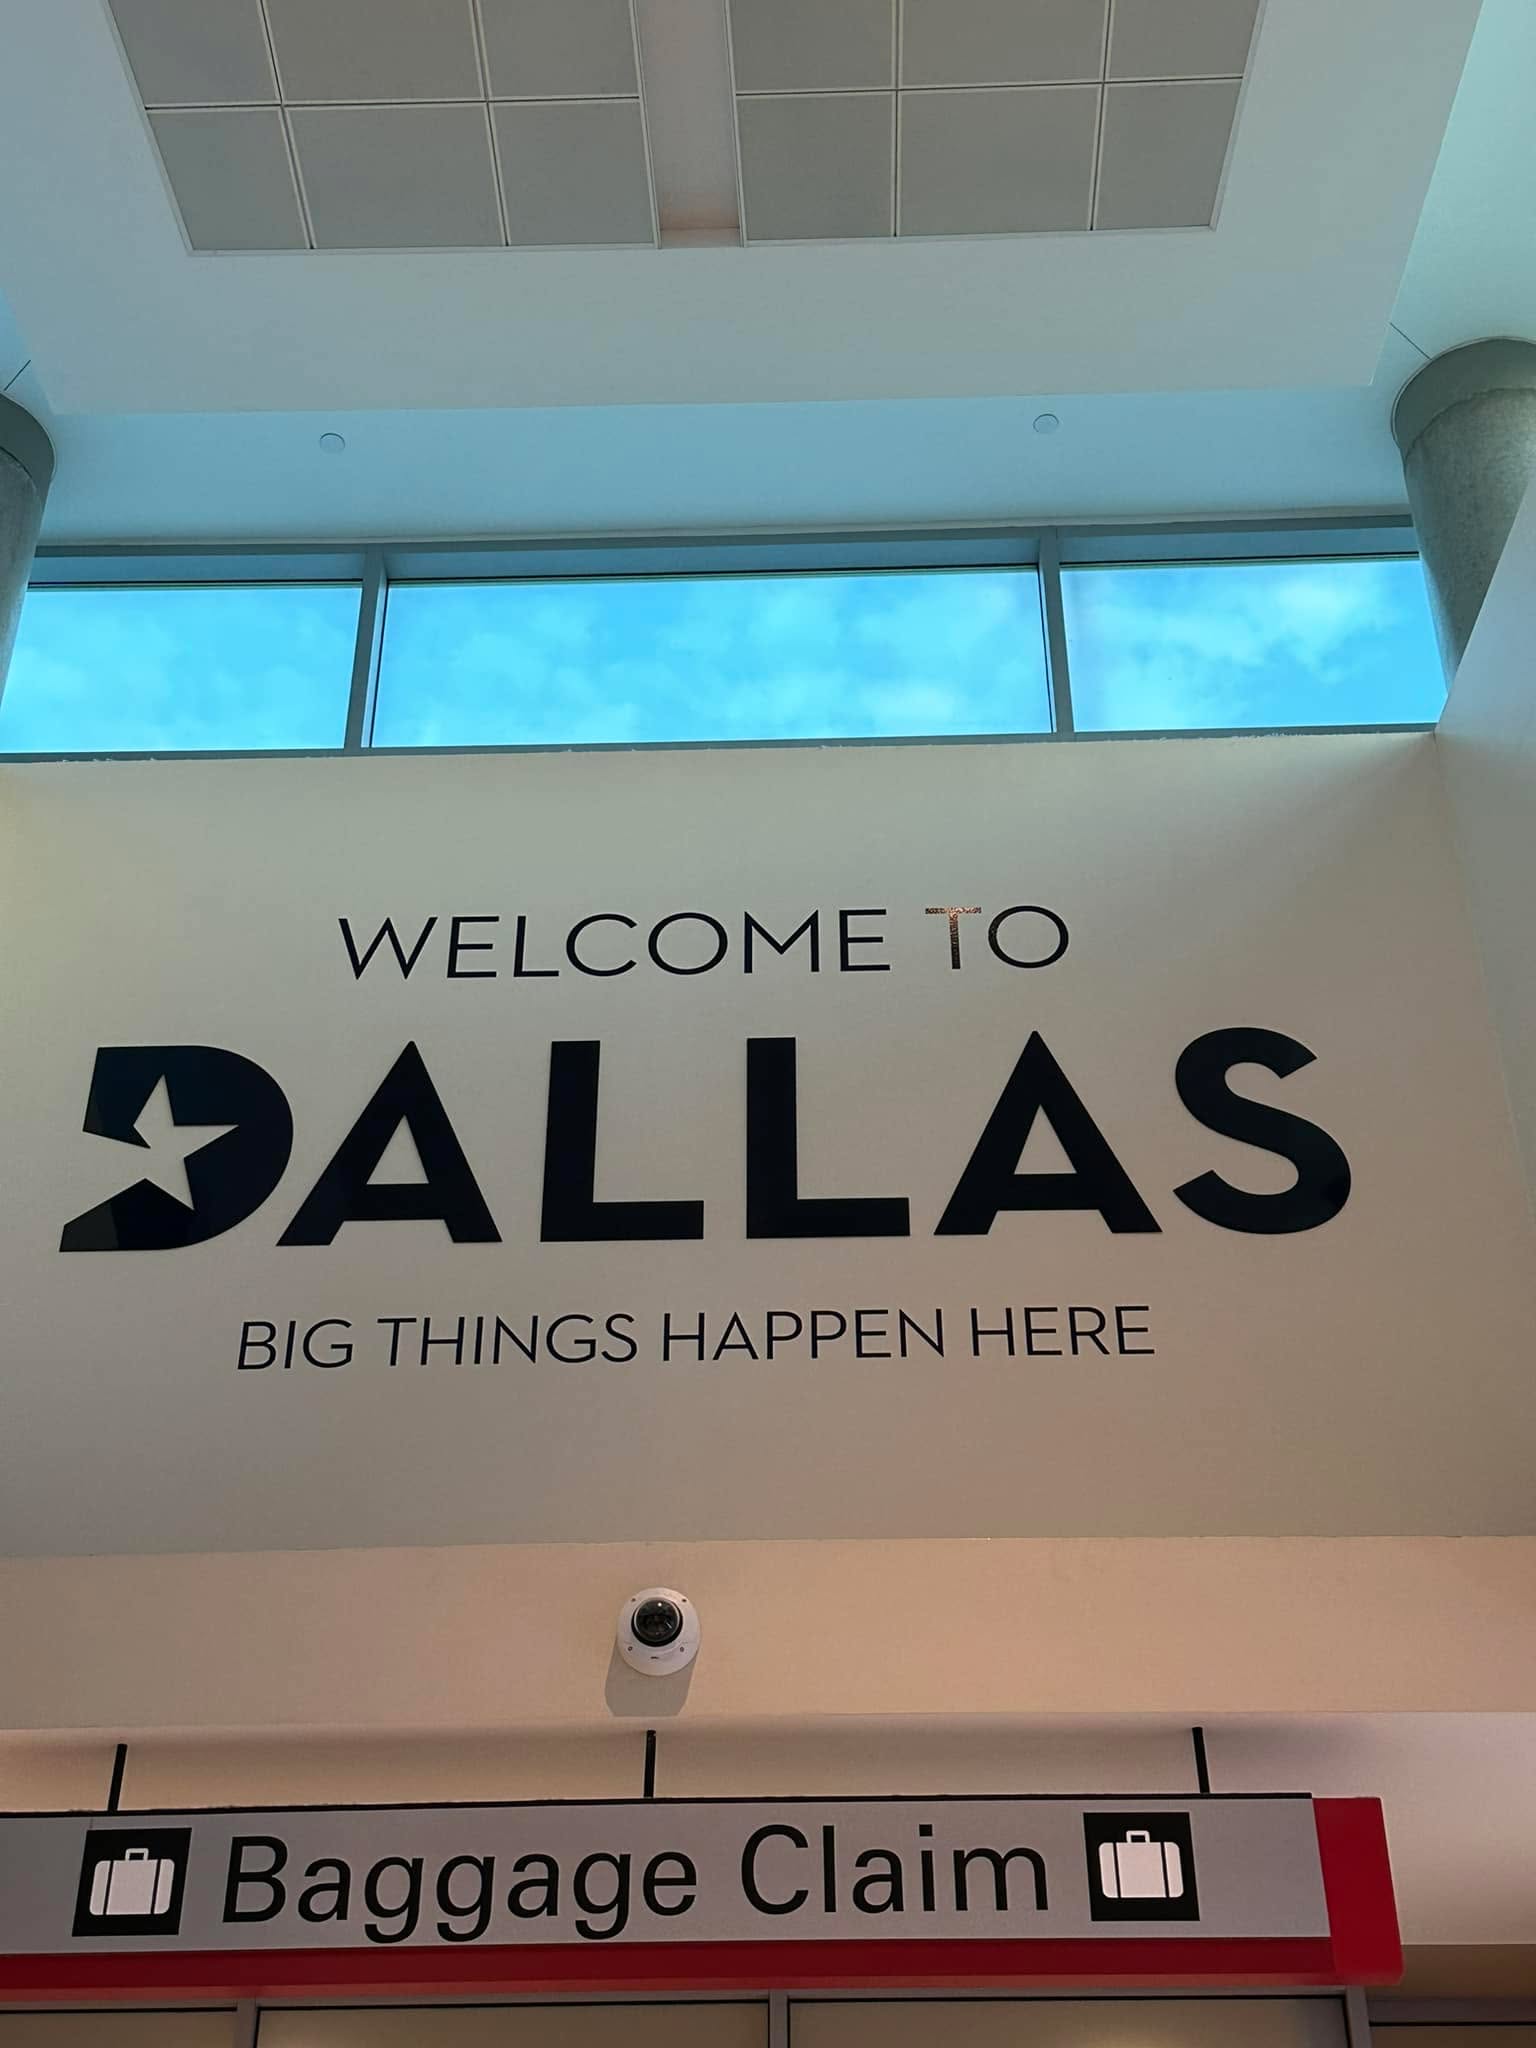 WELCOME TO
DALLAS
BIG THINGS HAPPEN HERE
Baggage Claim